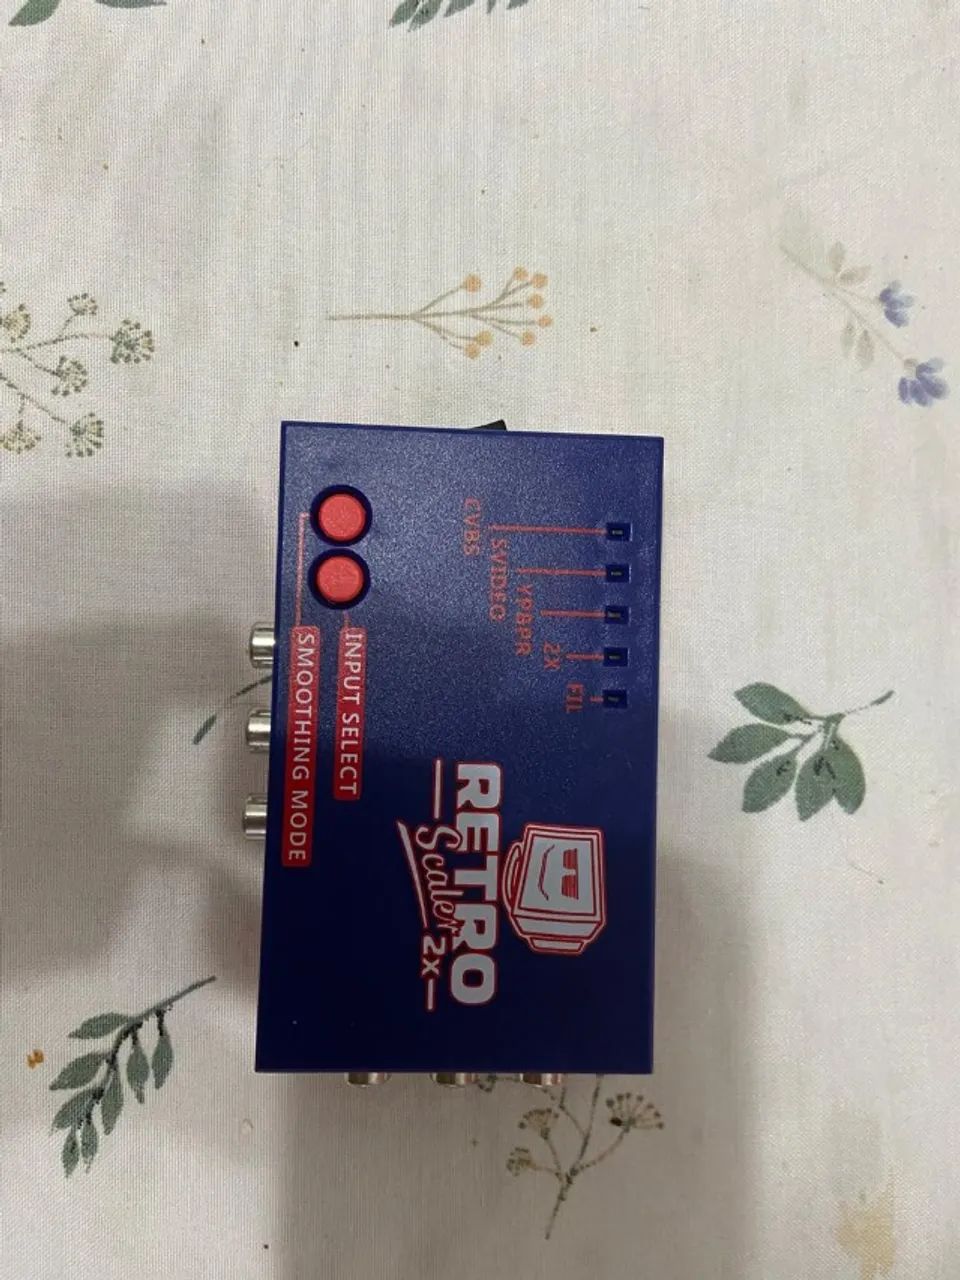 CVBS
SVIDEO
YPBPR
2X
FIL
INPUT SELECT
SMOOTHING MODE
RETRO
Scaler 2x